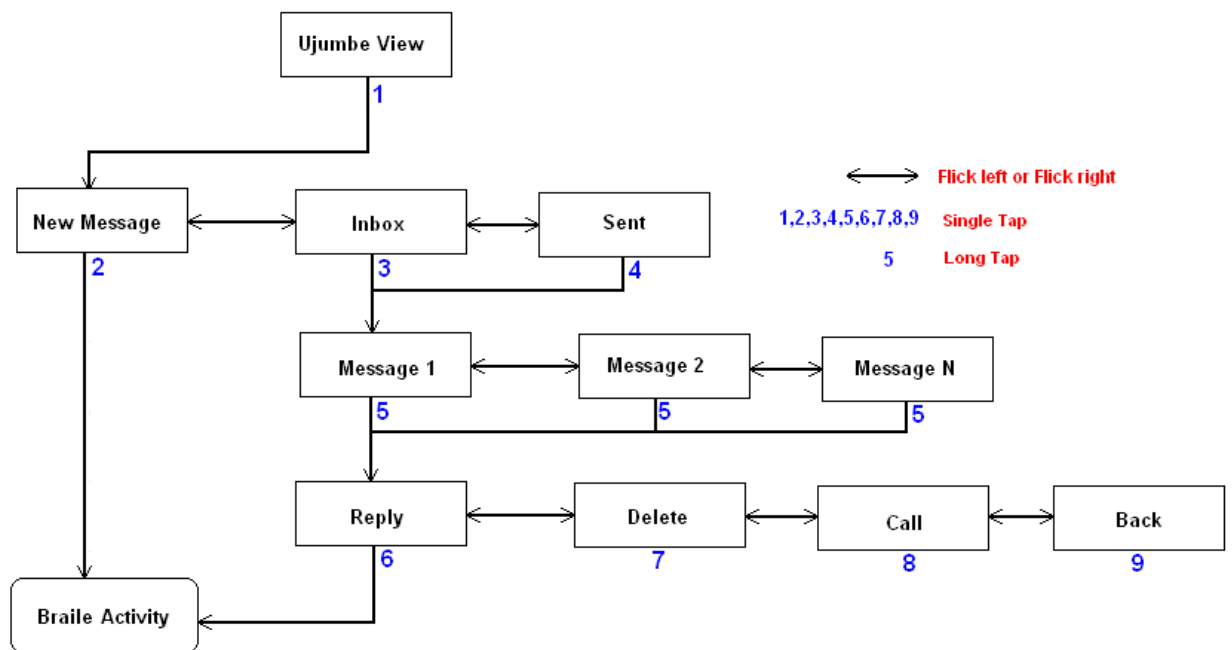 Ujumbe View
1
Flick left or Flick right
New Message
Inbox
Sent
1,2,3,4,5,6,7,8,9 Single Tap
2
3
4
5 Long Tap
Message 1
Message 2
Message N
5
5
5
Reply
Delete
Call
Back
6
7
8
9
Braile Activity